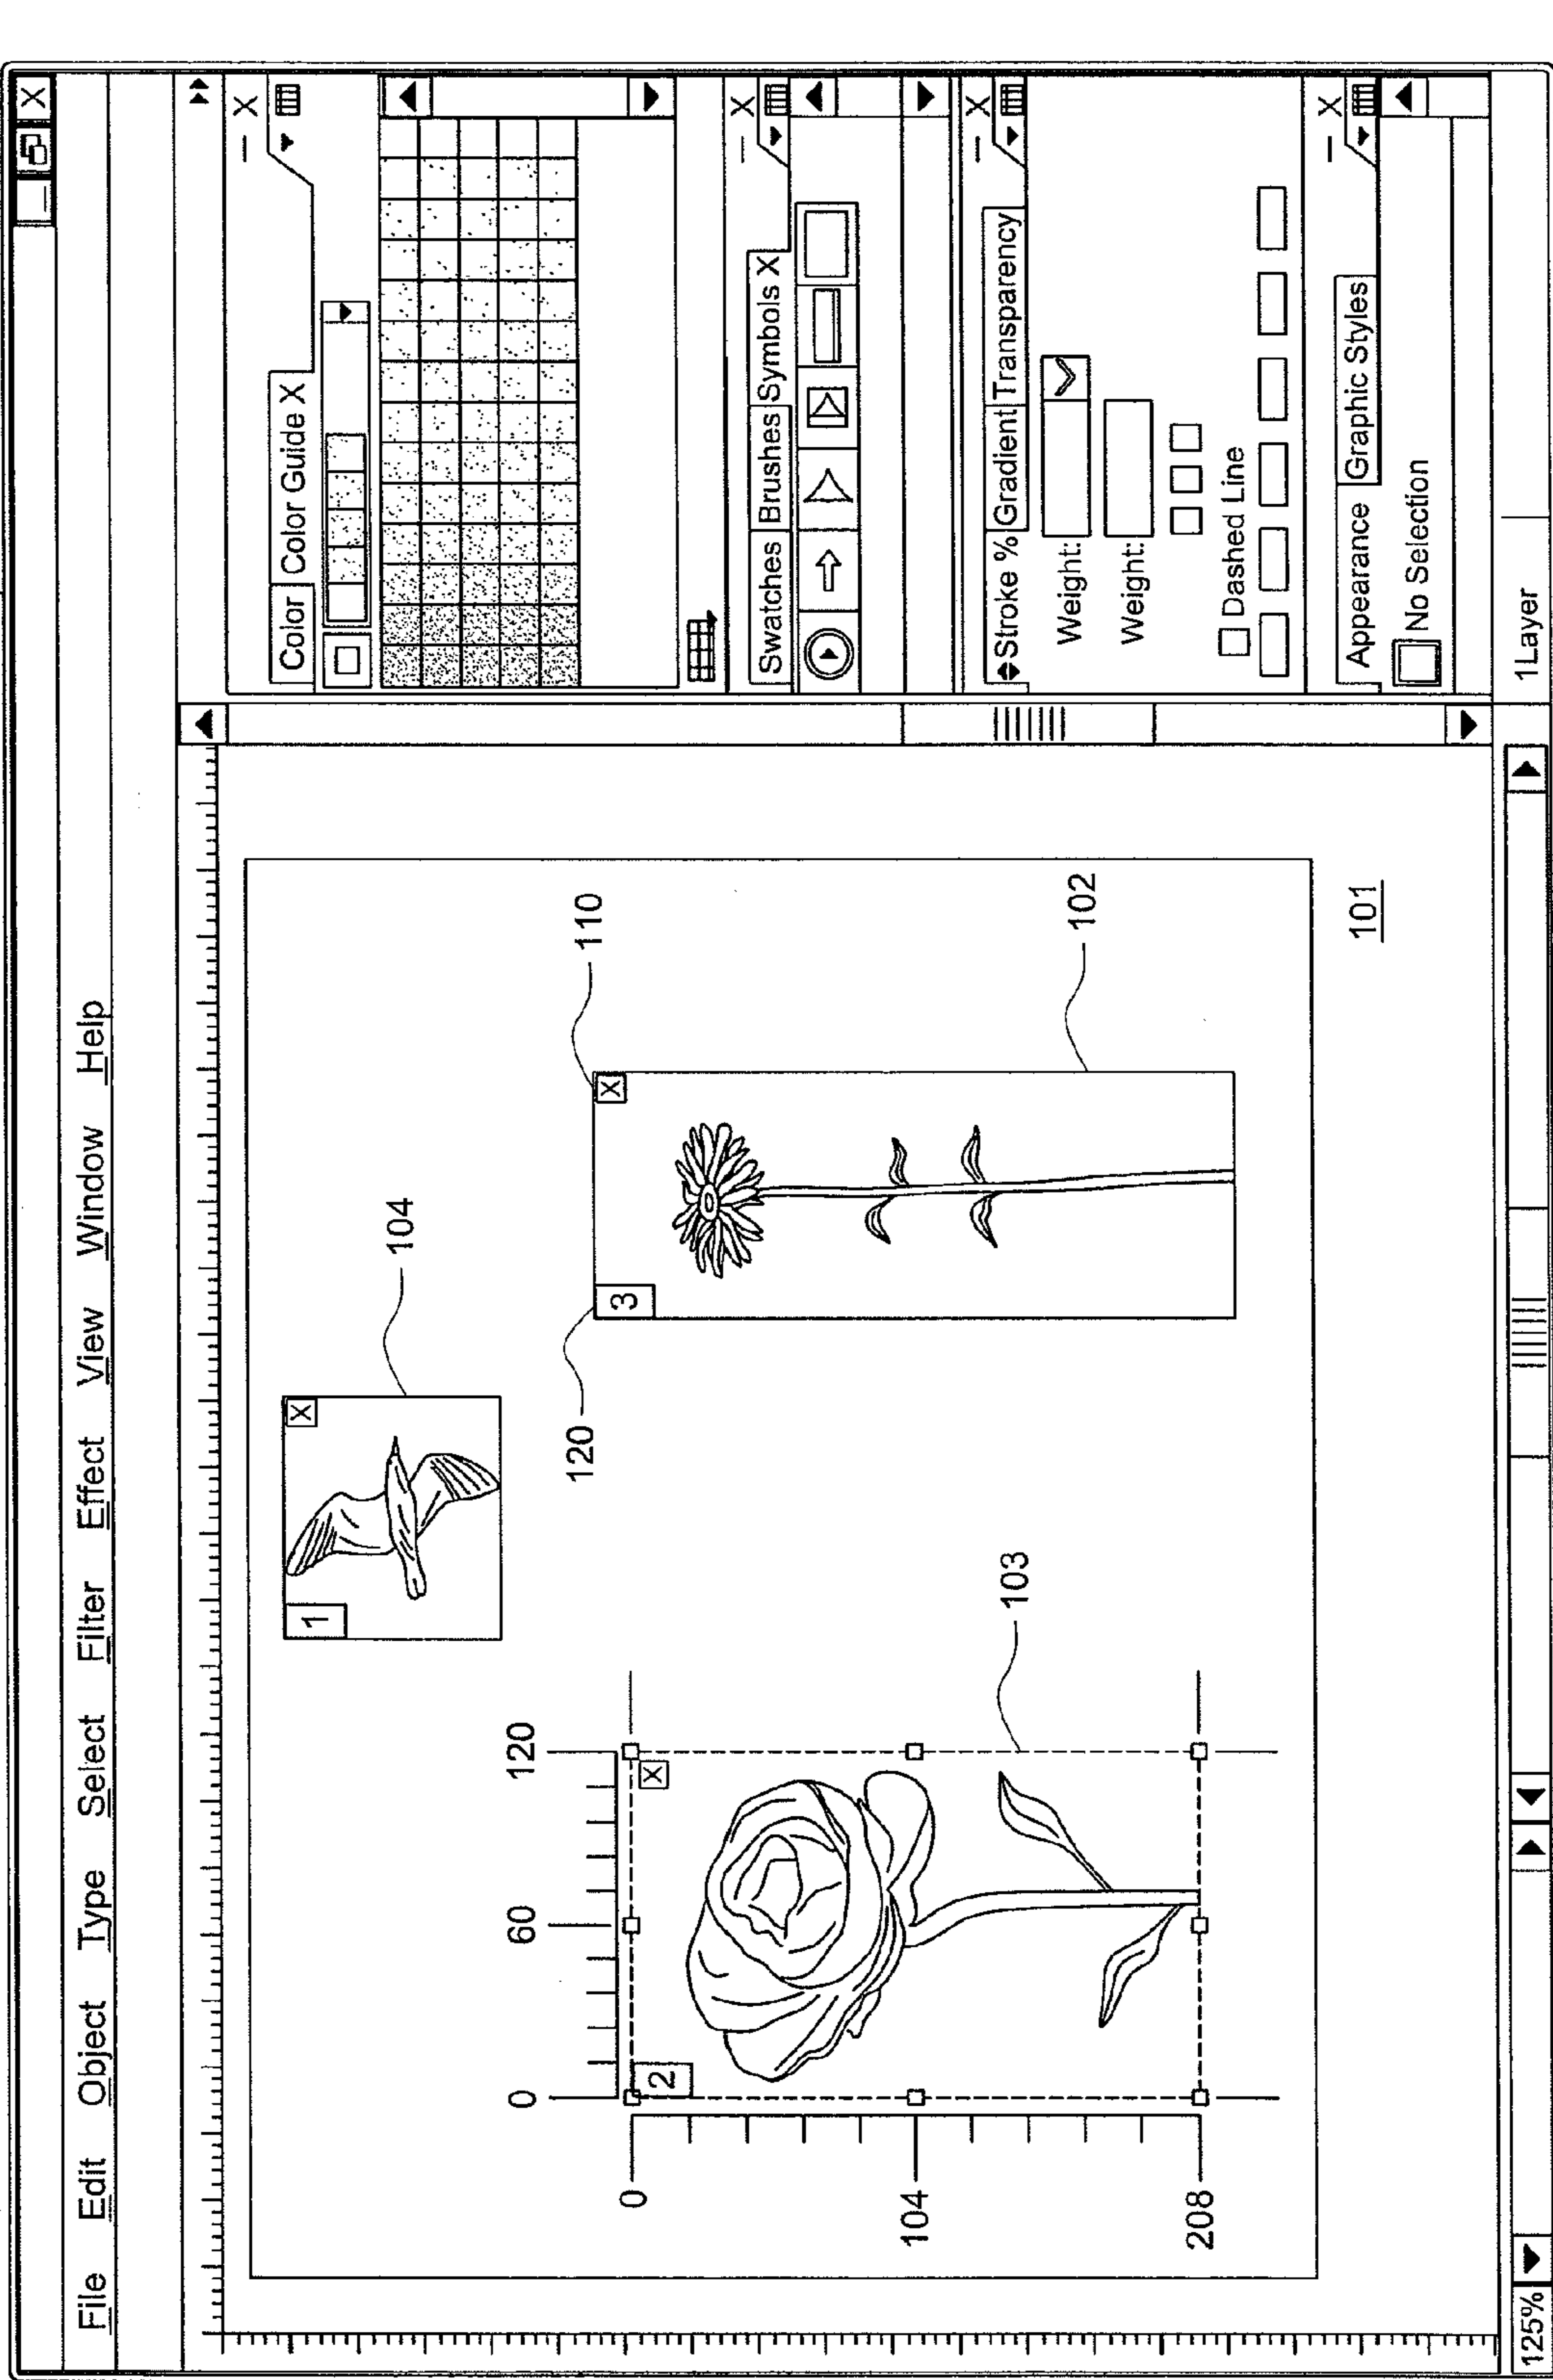 File Edit Object Type Select Filter Effect View Window Help
X
Color Color Guide X
– X
104
1
X
110
120
3
X
102
0 60 120
0
104
208
2
X
103
101
Swatches Brushes Symbols X
– X
Stroke % Gradient Transparency
– X
Weight:
Weight:
Dashed Line
Appearance Graphic Styles
– X
No Selection
125%
1Layer